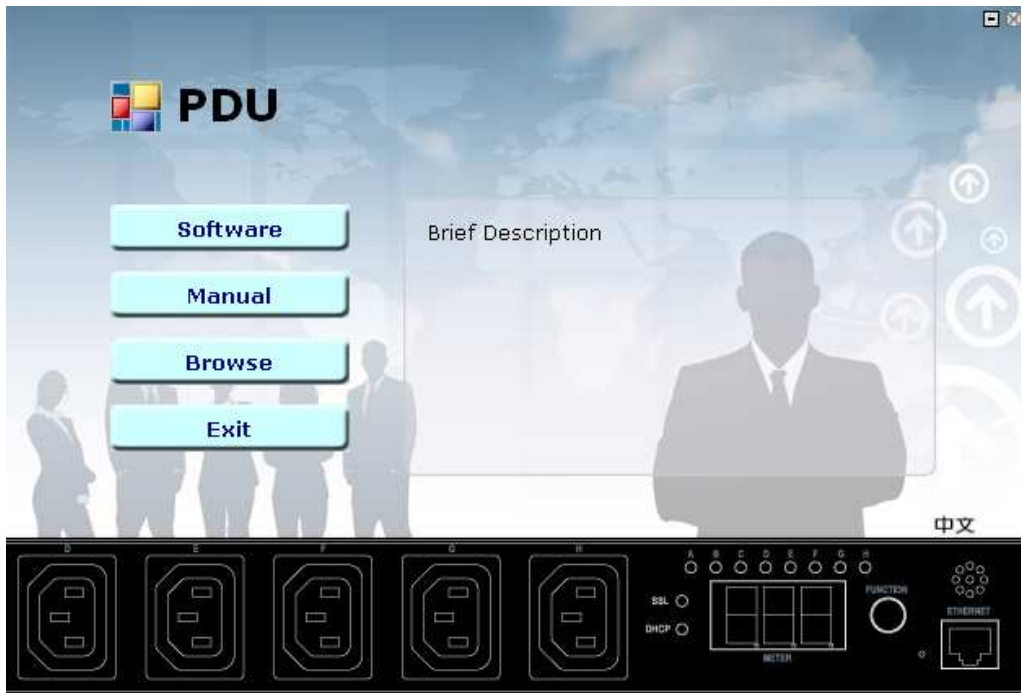 PDU
Software
Brief Description
Manual
Browse
Exit
中文
D E F G H
A B C D E F G H
SSL
DHCP
FUNCTION
METER
ETHERNET